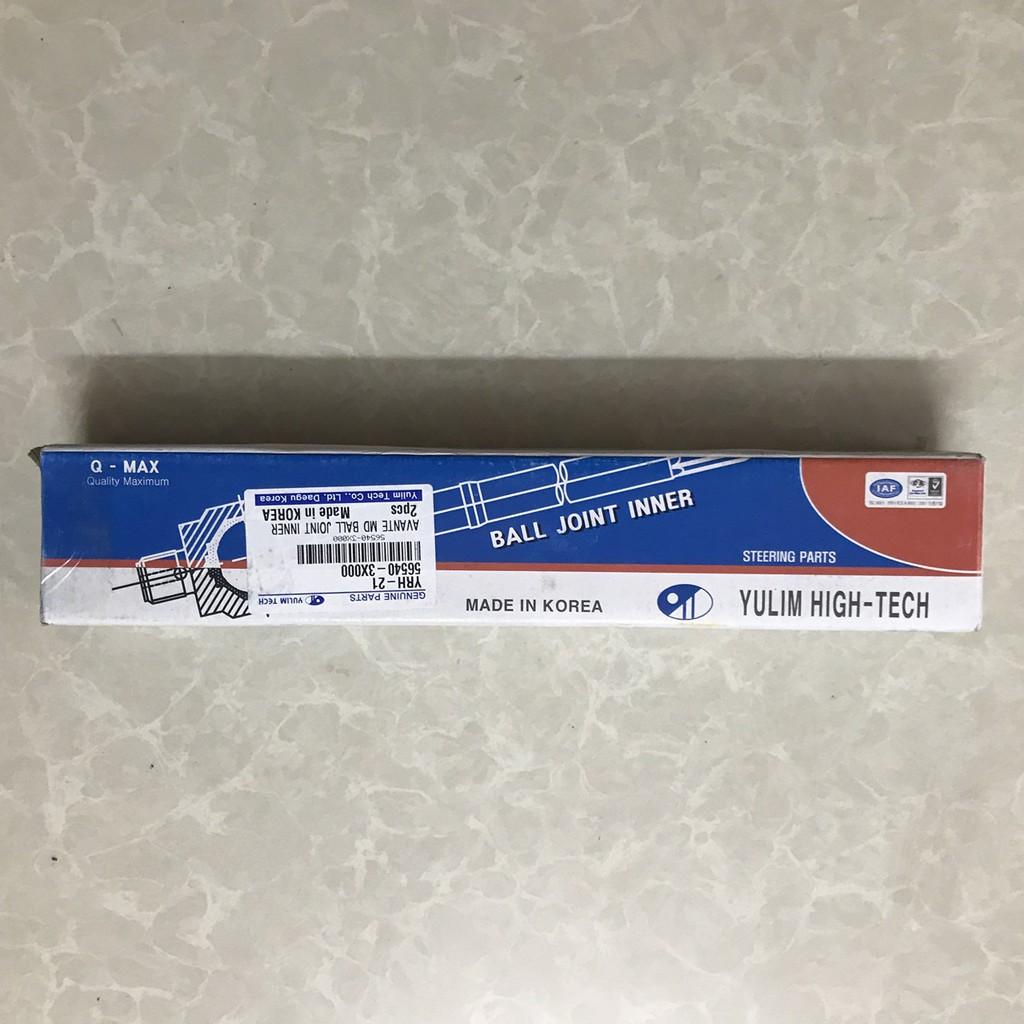 Q - MAX
Quality Maximum
GENUINE PARTS YULIM TECH
YRH-21
56540-3X000
56540-3X000
AVANTE MD BALL JOINT INNER
2pcs Made in KOREA
Yulim Tech Co., Ltd. Daegu Korea
BALL JOINT INNER
MADE IN KOREA
IAF
STEERING PARTS
YULIM HIGH-TECH